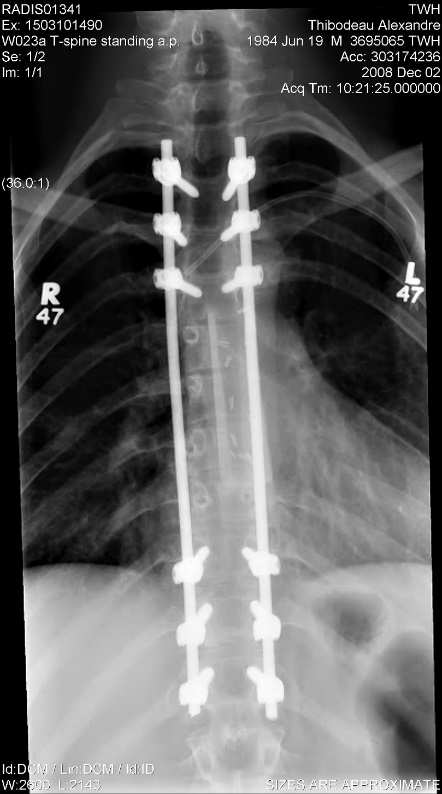 RADIS01341
Ex: 1503101490
W023a T-spine standing a.p.
Se: 1/2
Im: 1/1
TWH
Thibodeau Alexandre
1984 Jun 19 M 3695065 TWH
Acc: 303174236
2008 Dec 02
Acq Tm: 10:21:25.000000
(36.0:1)
R
47
L
47
Id:DCM / Lin:DCM / Id:ID
W:2600 L:2143
SIZES ARE APPROXIMATE